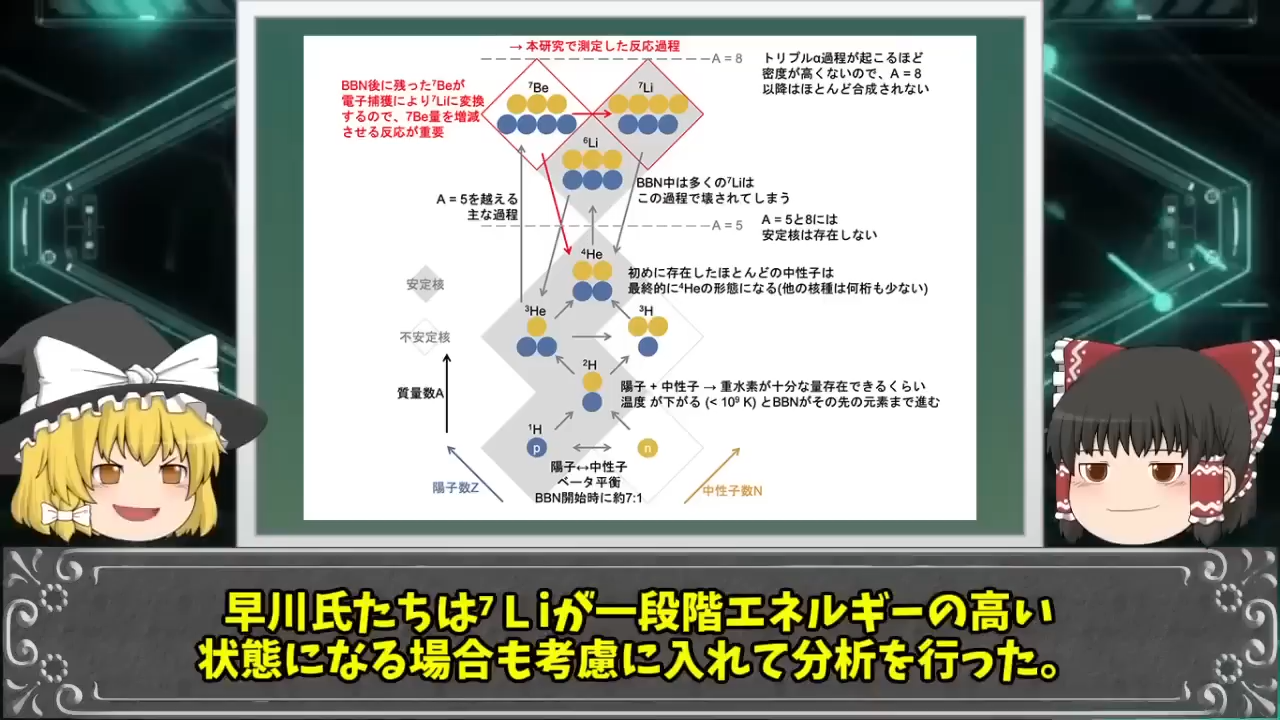 → 本研究で測定した反応過程
A = 8
トリプルα過程が起こるほど
密度が高くないので、A = 8
以降はほとんど合成されない
BBN後に残った⁷Beが
電子捕獲により⁷Liに変換
するので、7Be量を増減
させる反応が重要
⁷Be
⁷Li
⁶Li
A = 5を越える
主な過程
BBN中は多くの⁷Liは
この過程で壊されてしまう
A = 5
A = 5と8には
安定核は存在しない
⁴He
初めに存在したほとんどの中性子は
最終的に⁴Heの形態になる(他の核種は何桁も少ない)
安定核
³He
³H
不安定核
²H
質量数A
陽子 + 中性子 → 重水素が十分な量存在できるくらい
温度 が下がる (< 10⁹ K) とBBNがその先の元素まで進む
¹H
p
n
陽子↔中性子
ベータ平衡
BBN開始時に約7:1
陽子数Z
中性子数N
早川氏たちは⁷Ｌiが一段階エネルギーの高い
状態になる場合も考慮に入れて分析を行った。